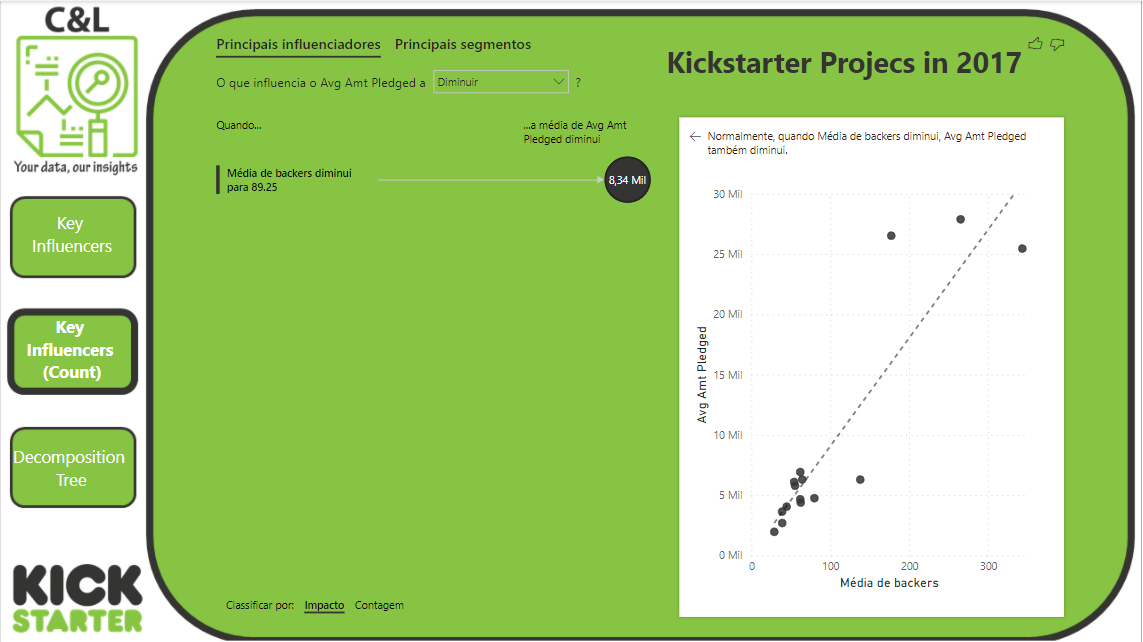 C&L
Your data, our insights
Key
Influencers
Key
Influencers
(Count)
Decomposition
Tree
KICK
STARTER
Principais influenciadores
Principais segmentos
Kickstarter Projecs in 2017
O que influencia o Avg Amt Pledged a
Diminuir
?
Quando...
...a média de Avg Amt
Pledged diminui
Média de backers diminui
para 89.25
8,34 Mil
Classificar por:
Impacto
Contagem
Normalmente, quando Média de backers diminui, Avg Amt Pledged
também diminui.
30 Mil
25 Mil
20 Mil
15 Mil
10 Mil
5 Mil
0 Mil
Avg Amt Pledged
0
100
200
300
Média de backers